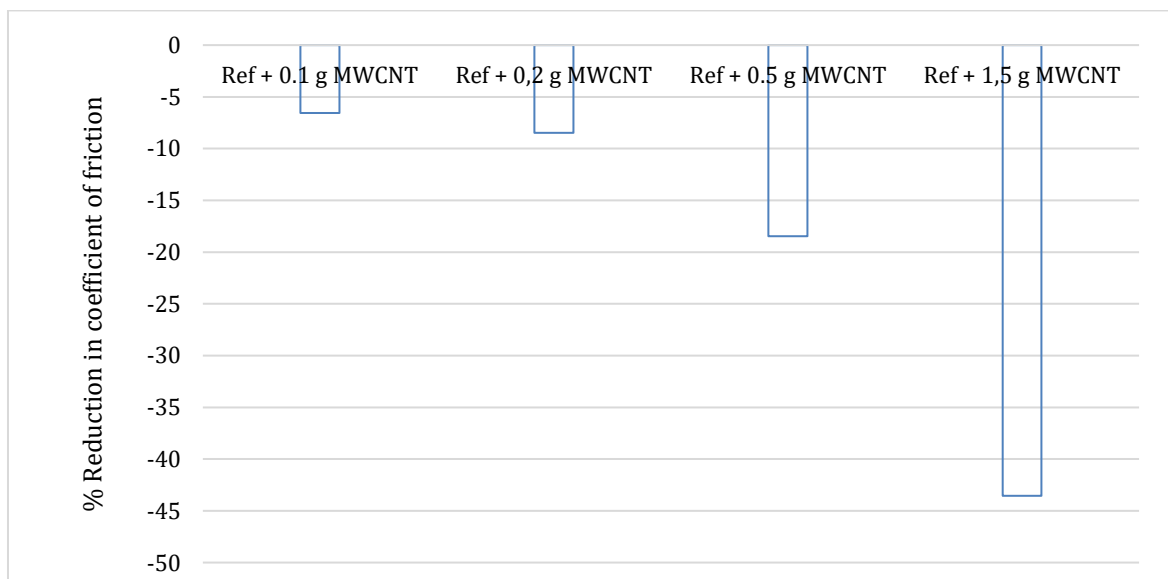 % Reduction in coefficient of friction
0
-5
-10
-15
-20
-25
-30
-35
-40
-45
-50
Ref + 0.1 g MWCNT
Ref + 0,2 g MWCNT
Ref + 0.5 g MWCNT
Ref + 1,5 g MWCNT